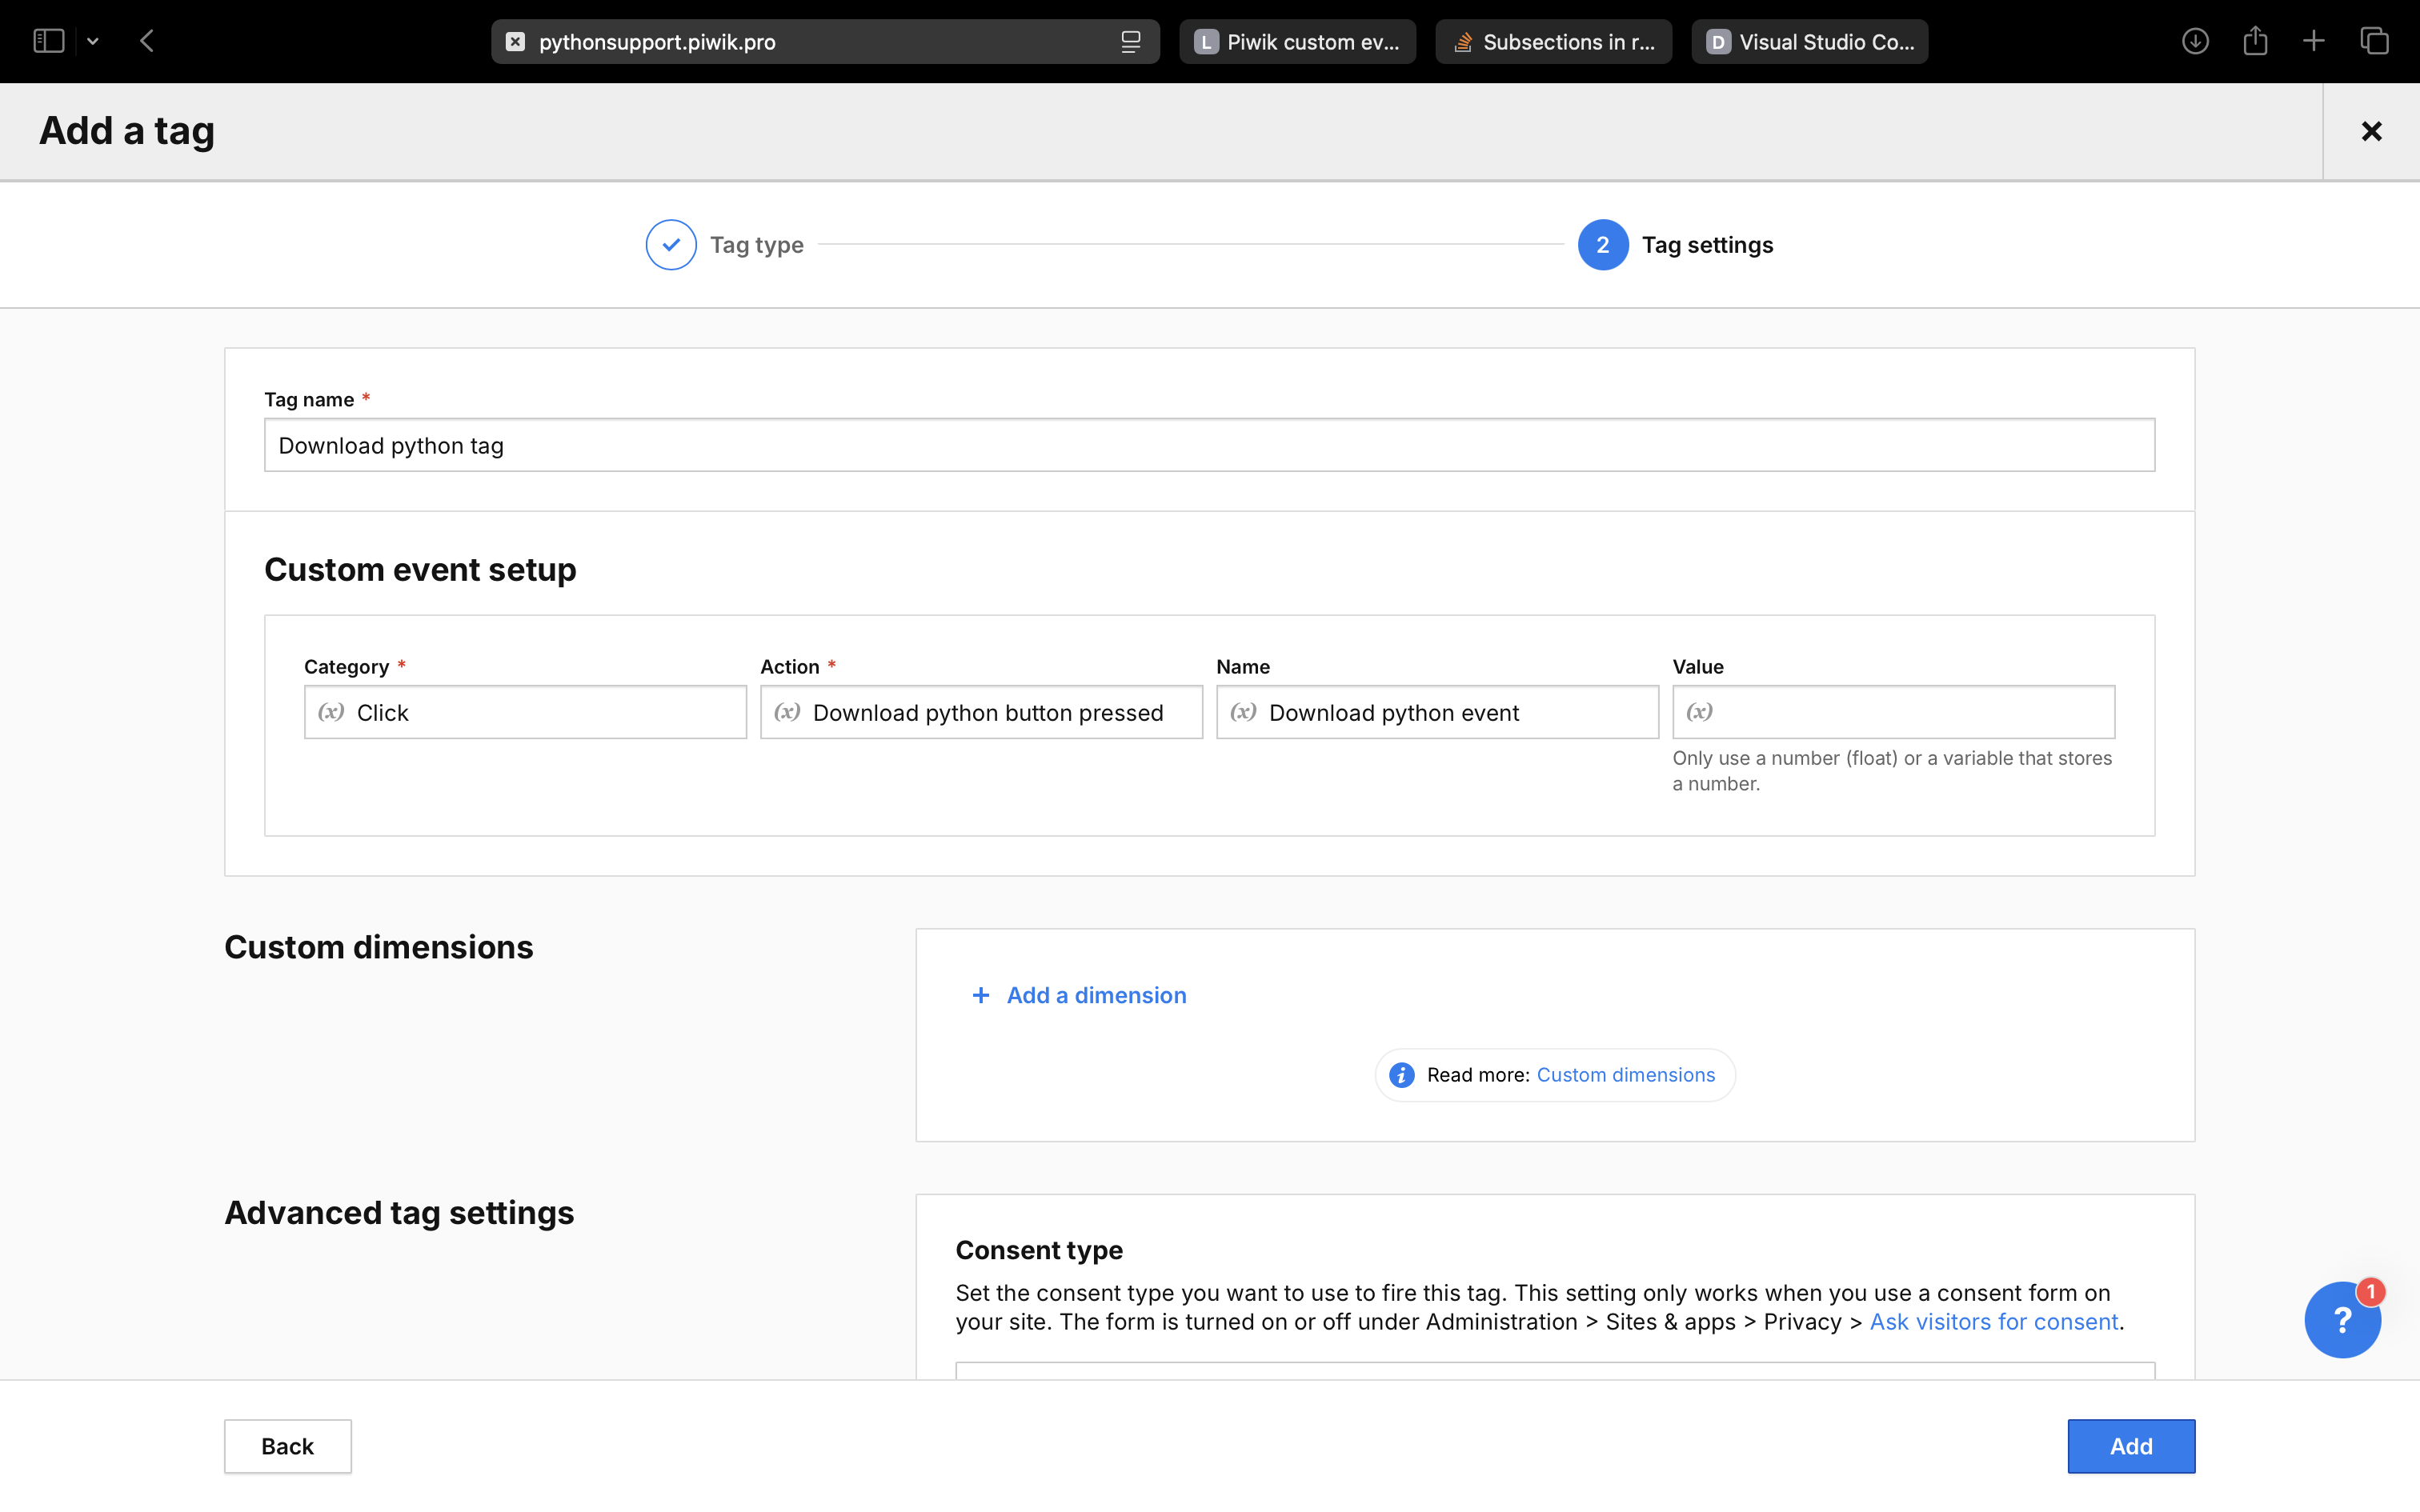 pythonsupport.piwik.pro
L Piwik custom ev...
Subsections in r...
D Visual Studio Co...
Add a tag
Tag type
2 Tag settings
Tag name *
Download python tag
Custom event setup
Category * Action * Name Value
(x) Click (x) Download python button pressed (x) Download python event (x)
Only use a number (float) or a variable that stores
a number.
Custom dimensions
+ Add a dimension
i Read more: Custom dimensions
Advanced tag settings
Consent type
Set the consent type you want to use to fire this tag. This setting only works when you use a consent form on
your site. The form is turned on or off under Administration > Sites & apps > Privacy > Ask visitors for consent.
1
?
Back
Add